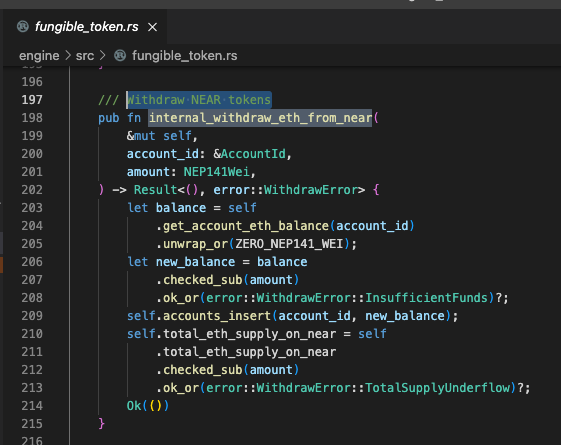 fungible_token.rs ×
engine > src > fungible_token.rs
196
197 /// Withdraw NEAR tokens
198 pub fn internal_withdraw_eth_from_near(
199 &mut self,
200 account_id: &AccountId,
201 amount: NEP141Wei,
202 ) -> Result<(), error::WithdrawError> {
203 let balance = self
204 .get_account_eth_balance(account_id)
205 .unwrap_or(ZERO_NEP141_WEI);
206 let new_balance = balance
207 .checked_sub(amount)
208 .ok_or(error::WithdrawError::InsufficientFunds)?;
209 self.accounts_insert(account_id, new_balance);
210 self.total_eth_supply_on_near = self
211 .total_eth_supply_on_near
212 .checked_sub(amount)
213 .ok_or(error::WithdrawError::TotalSupplyUnderflow)?;
214 Ok(())
215 }
216